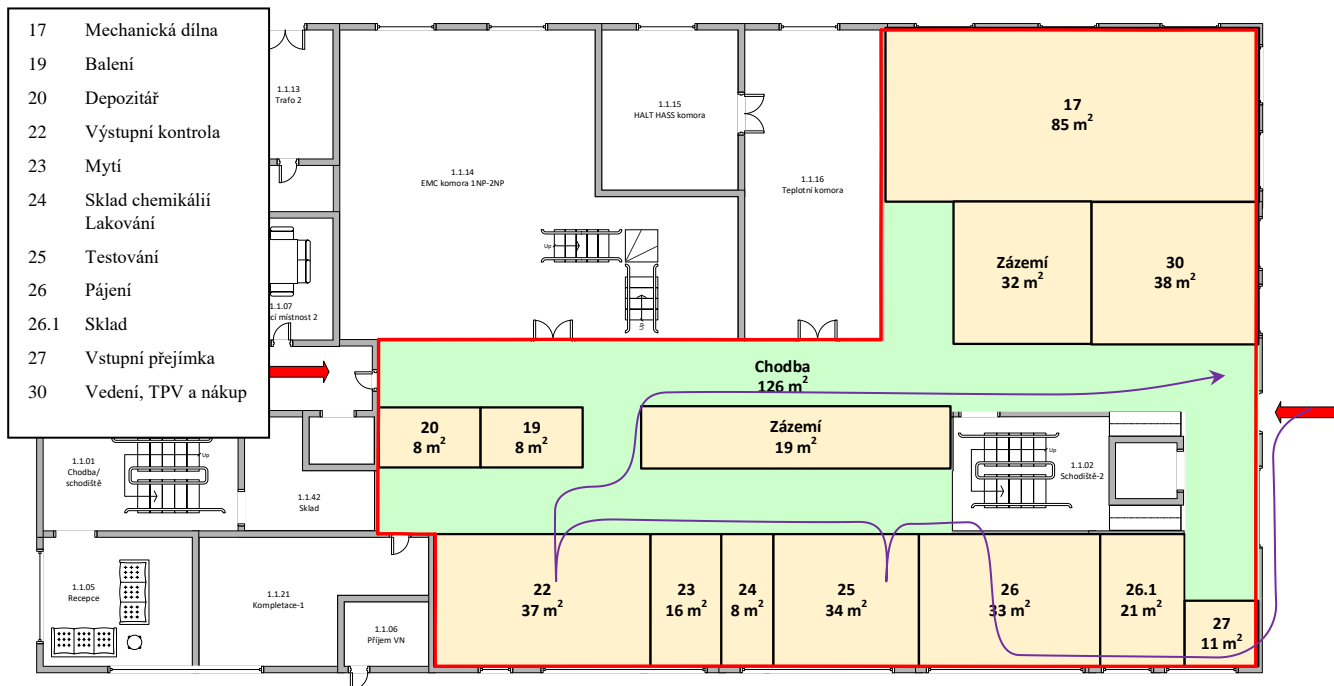 17 Mechanická dílna
19 Balení
20 Depozitář
22 Výstupní kontrola
23 Mytí
24 Sklad chemikálií
Lakování
25 Testování
26 Pájení
26.1 Sklad
27 Vstupní přejímka
30 Vedení, TPV a nákup
1.1.13
Trafo 2
1.1.14
EMC komora 1NP-2NP
1.1.15
HALT HASS komora
1.1.16
Teplotní komora
17
85 m²
Zázemí
32 m²
30
38 m²
Up
Up
1.1.07
místnost 2
Chodba
126 m²
20
8 m²
19
8 m²
Zázemí
19 m²
Up
1.1.02
Schodiště-2
1.1.01
Chodba/
schodiště
Up
1.1.42
Sklad
1.1.05
Recepce
1.1.21
Kompletace-1
1.1.06
Příjem VN
22
37 m²
23
16 m²
24
8 m²
25
34 m²
26
33 m²
26.1
21 m²
27
11 m²